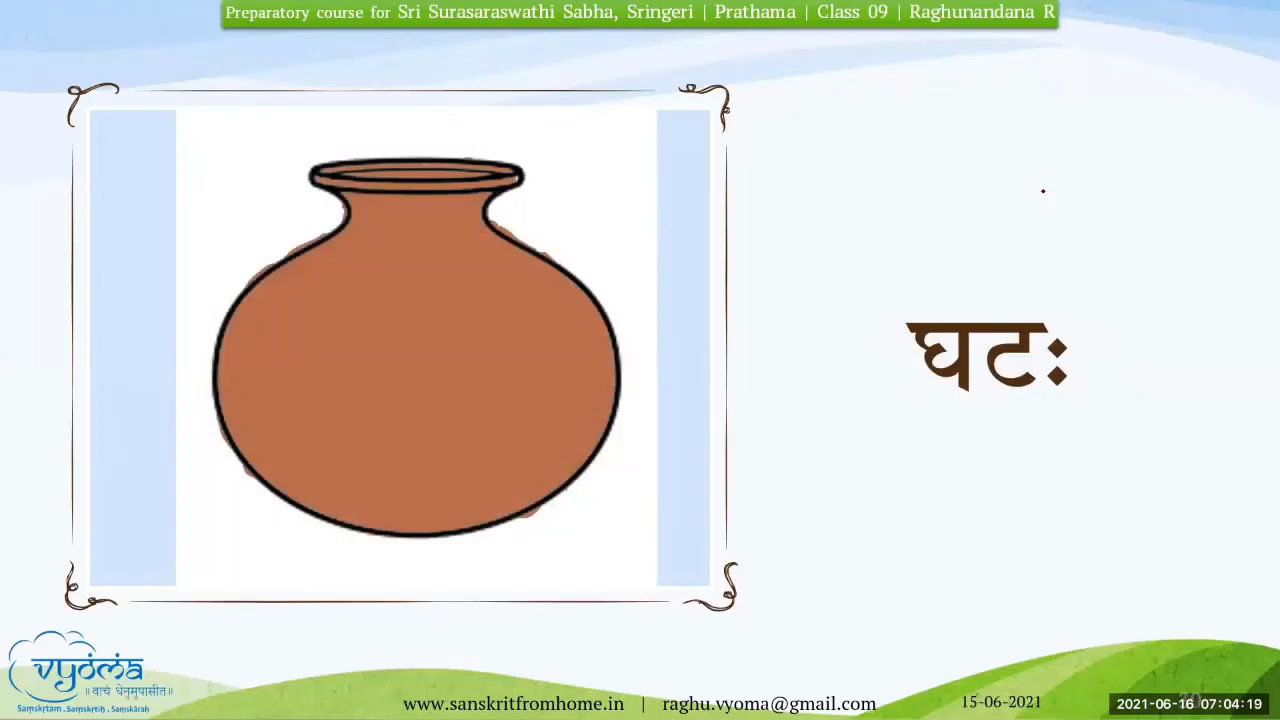 Preparatory course for Sri Surasaraswathi Sabha, Sringeri | Prathama | Class 09 | Raghunandana R
घटः
vyoma
॥ वाचं धेनुमुपासीत॥
Saṃskṛtam . Saṃskṛtiḥ . Saṃskārāḥ
www.sanskritfromhome.in | raghu.vyoma@gmail.com
15-06-2021
2021-06-16 07:04:19